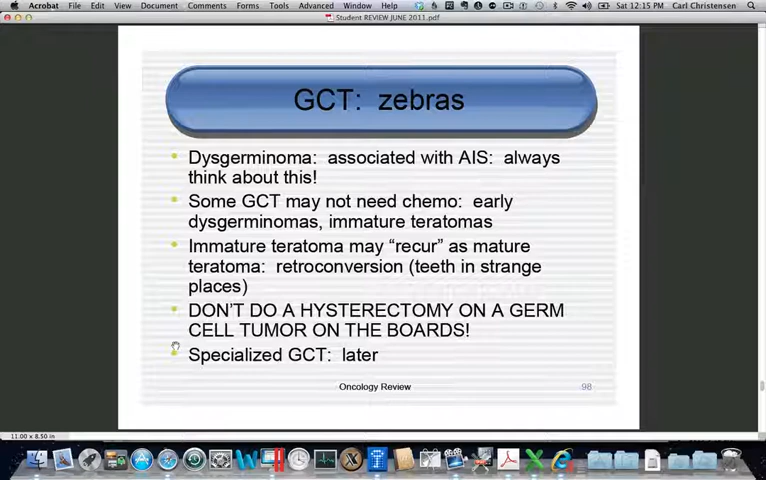 Acrobat File Edit View Document Comments Forms Tools Advanced Window Help Sat 12:15 PM Carl Christensen
Student REVIEW JUNE 2011.pdf
GCT: zebras
Dysgerminoma: associated with AIS: always
think about this!
Some GCT may not need chemo: early
dysgerminomas, immature teratomas
Immature teratoma may “recur” as mature
teratoma: retroconversion (teeth in strange
places)
DON’T DO A HYSTERECTOMY ON A GERM
CELL TUMOR ON THE BOARDS!
Specialized GCT: later
Oncology Review 98
11.00 x 8.50 in